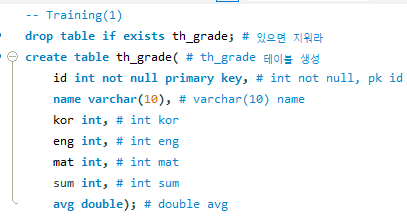 -- Training(1)
drop table if exists th_grade; # 있으면 지워라
create table th_grade( # th_grade 테이블 생성
id int not null primary key, # int not null, pk id
name varchar(10), # varchar(10) name
kor int, # int kor
eng int, # int eng
mat int, # int mat
sum int, # int sum
avg double); # double avg